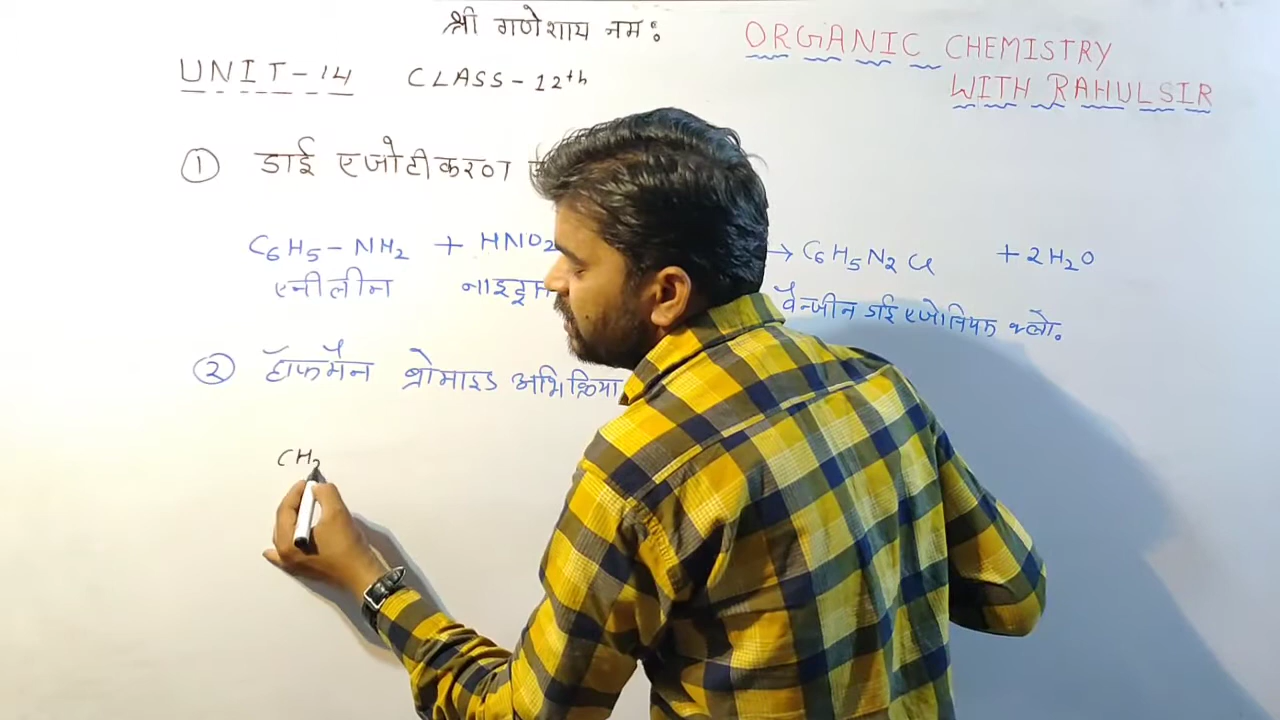 श्री गणेशाय नमः
ORGANIC CHEMISTRY
WITH RAHULSIR
UNIT-14 CLASS-12th
① डाई एजोटीकरण
C6H5-NH2 + HNO2 → C6H5N2Cl + 2H2O
एनीलीन वैन्जीन डाई एजोनियम क्लो.
② हॉफमैन ब्रोमाइड अभिक्रिया
CH3